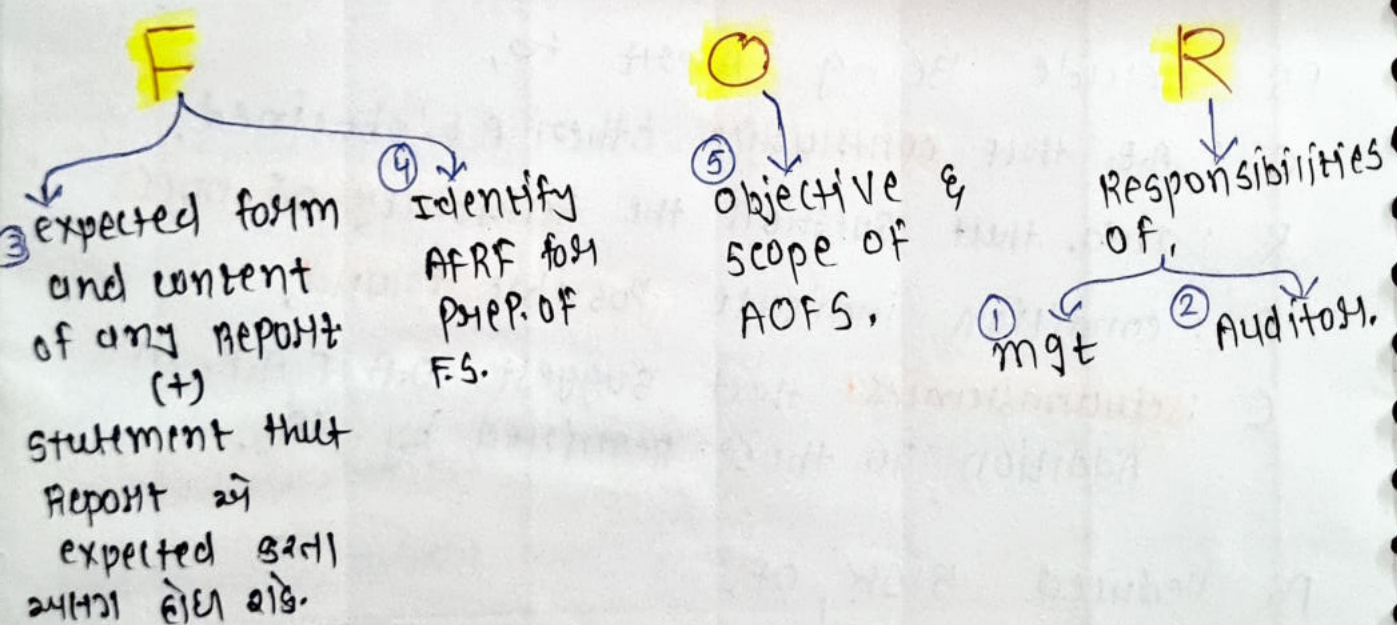 F
③ expected form
and content
of any Report
(+)
statement that
Report એ
expected કરતા
અલગ હોઇ શકે.
④ Identify
AFRF for
prep. of
F.S.
O
⑤ Objective &
scope of
AOFS.
R
Responsibilities
of,
① mgt
② Auditor.